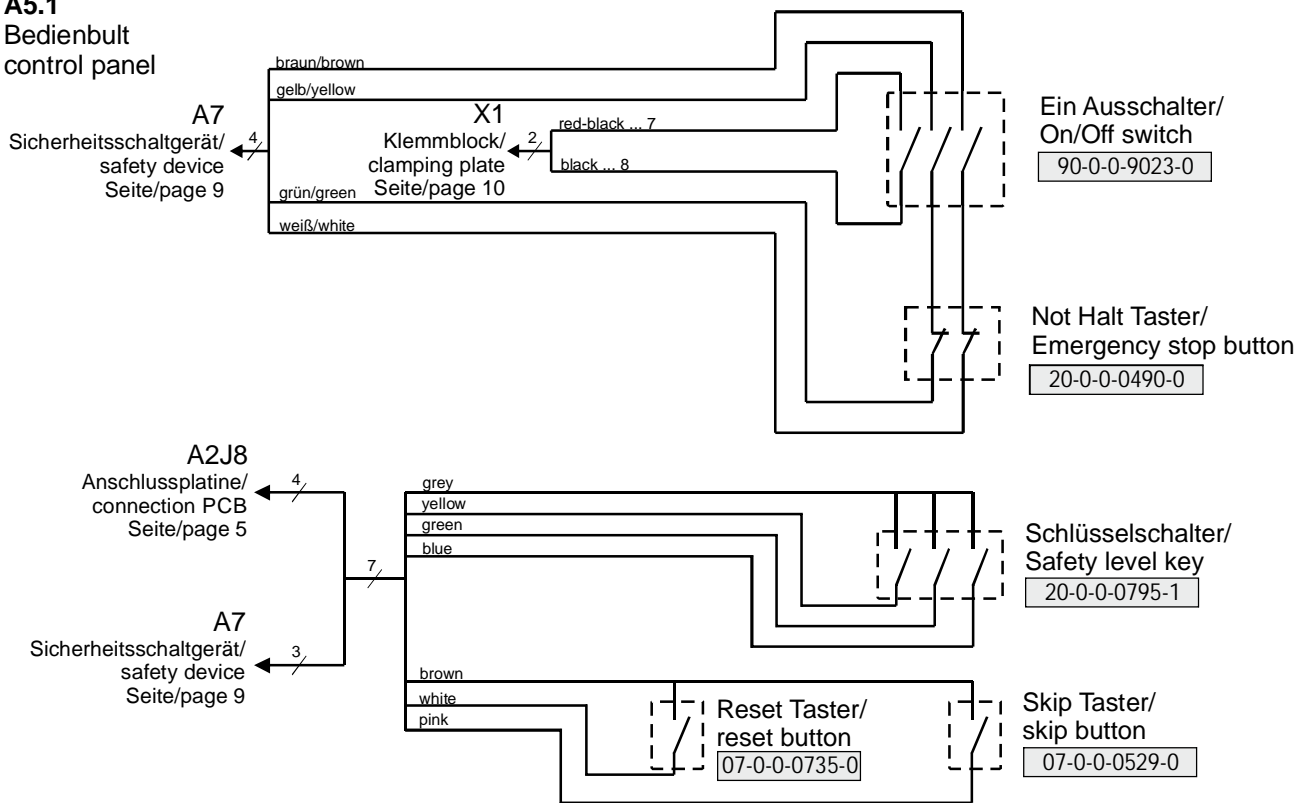 A5.1
Bedienbult
control panel
braun/brown
gelb/yellow
A7
Sicherheitsschaltgerät/
safety device
Seite/page 9
4
X1
Klemmblock/
clamping plate
Seite/page 10
2
red-black ... 7
black ... 8
grün/green
weiß/white
Ein Ausschalter/
On/Off switch
90-0-0-9023-0
Not Halt Taster/
Emergency stop button
20-0-0-0490-0
A2J8
Anschlussplatine/
connection PCB
Seite/page 5
4
7
A7
Sicherheitsschaltgerät/
safety device
Seite/page 9
3
grey
yellow
green
blue
Schlüsselschalter/
Safety level key
20-0-0-0795-1
brown
white
pink
Reset Taster/
reset button
07-0-0-0735-0
Skip Taster/
skip button
07-0-0-0529-0